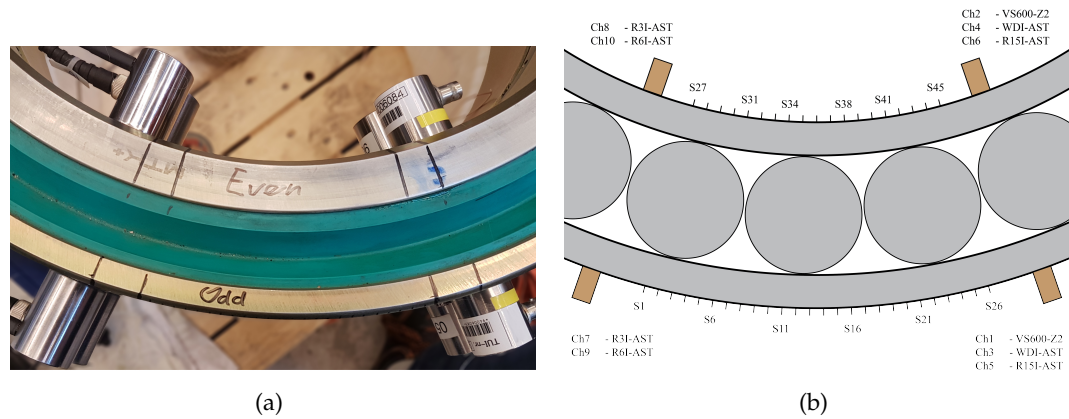 Even
Odd
Ch8 - R3I-AST
Ch10 - R6I-AST
Ch2 - VS600-Z2
Ch4 - WDI-AST
Ch6 - R15I-AST
S27
S31
S34
S38
S41
S45
S1
S6
S11
S16
S21
S26
Ch7 - R3I-AST
Ch9 - R6I-AST
Ch1 - VS600-Z2
Ch3 - WDI-AST
Ch5 - R15I-AST
(a)
(b)